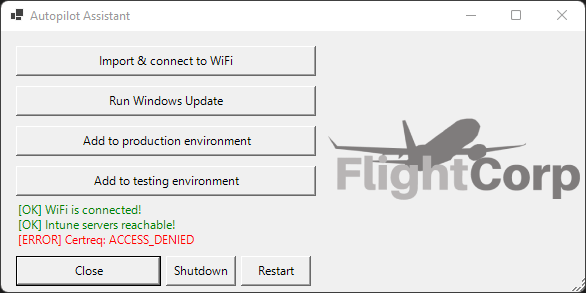 Autopilot Assistant
Import & connect to WiFi
Run Windows Update
Add to production environment
Add to testing environment
FlightCorp
[OK] WiFi is connected!
[OK] Intune servers reachable!
[ERROR] Certreq: ACCESS_DENIED
Close
Shutdown
Restart